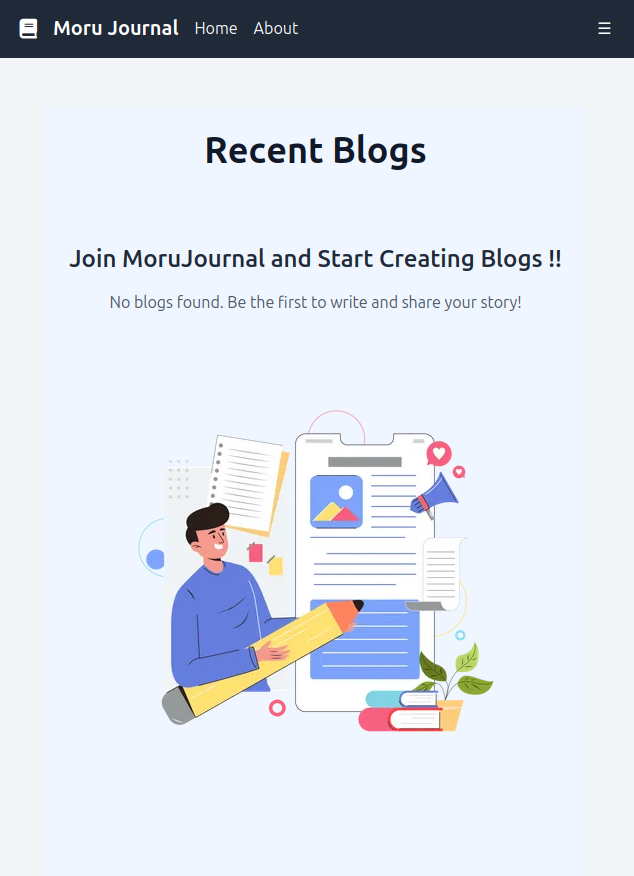 Moru Journal Home About ☰
Recent Blogs
Join MoruJournal and Start Creating Blogs !!
No blogs found. Be the first to write and share your story!